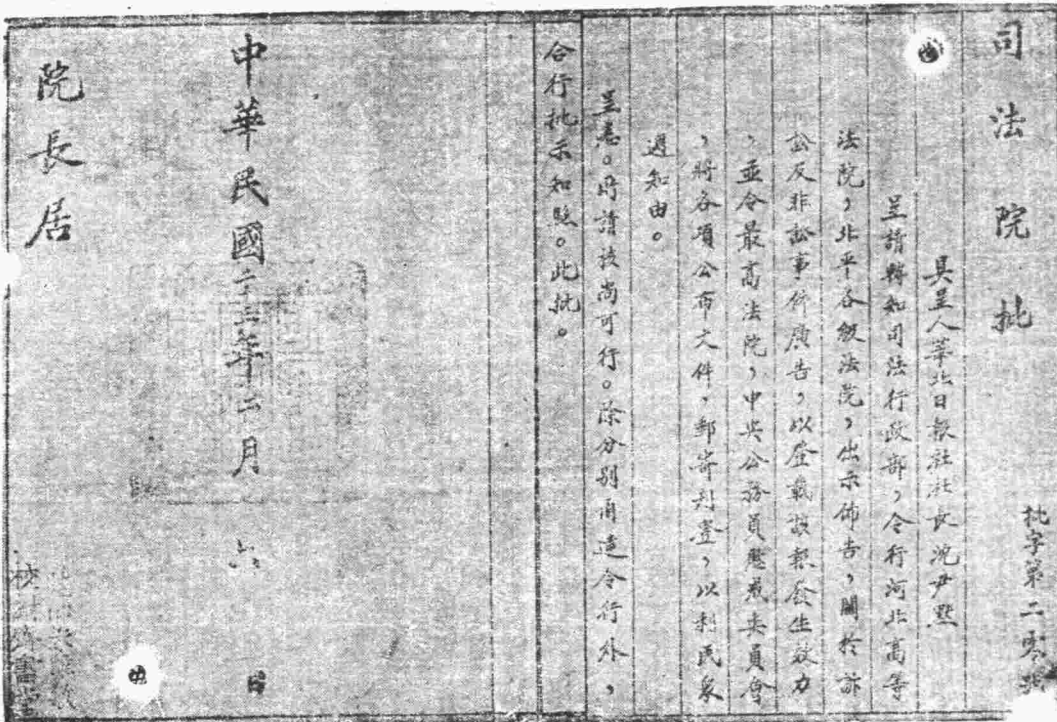 司法院批
批字第二零號
具呈人華北日報社社長沈尹默
呈請轉知司法行政部,令行河北高等
法院,北平各級法院,出示佈告,關於訴
訟及非訟事件廣告,以登載該報發生效力
,並令最高法院,中央公務員懲戒委員會
,將各項公布文件,郵寄刊登,以利民衆
週知由。
呈悉。所請該尚可行。除分别函達令行外,
合行批示知照。此批。
中華民國二十三年二月六日
院長居